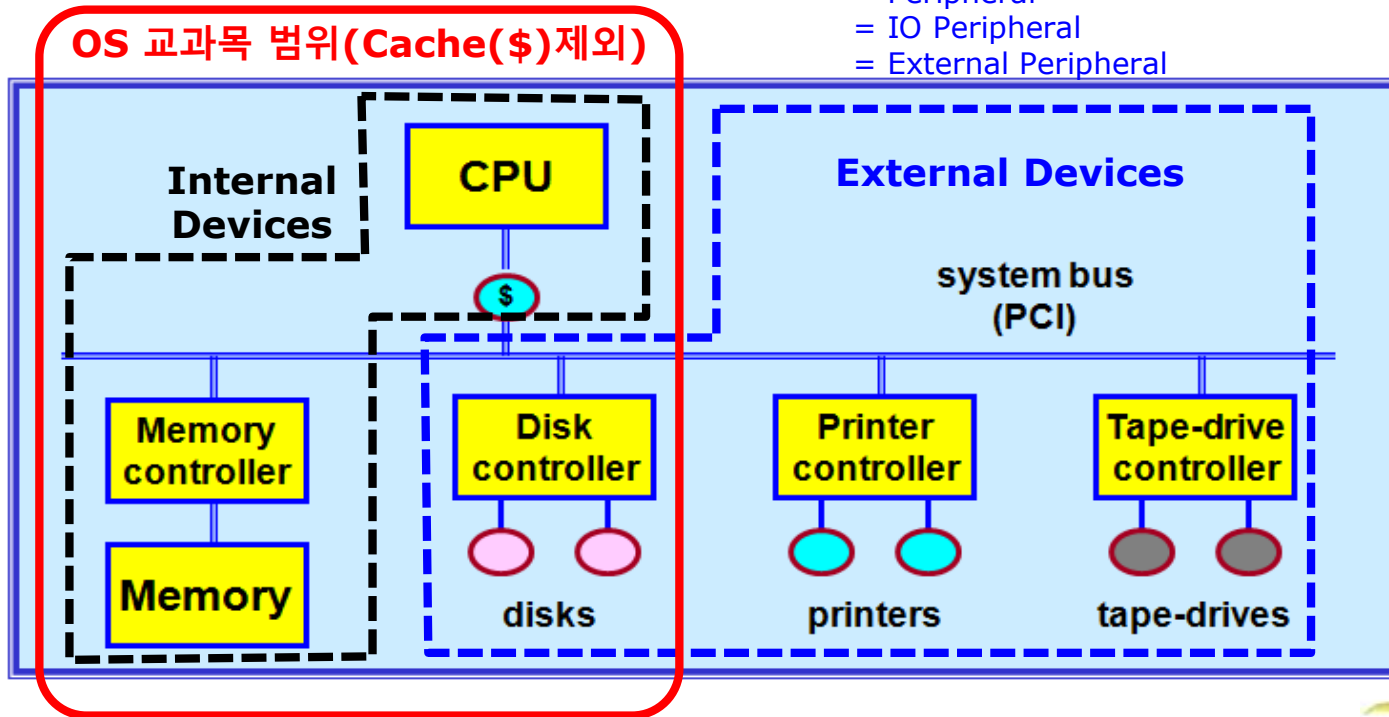 Peripheral
= IO Peripheral
= External Peripheral
OS 교과목 범위(Cache($)제외)
Internal
Devices
CPU
$
External Devices
system bus
(PCI)
Memory
controller
Memory
Disk
controller
disks
Printer
controller
printers
Tape-drive
controller
tape-drives